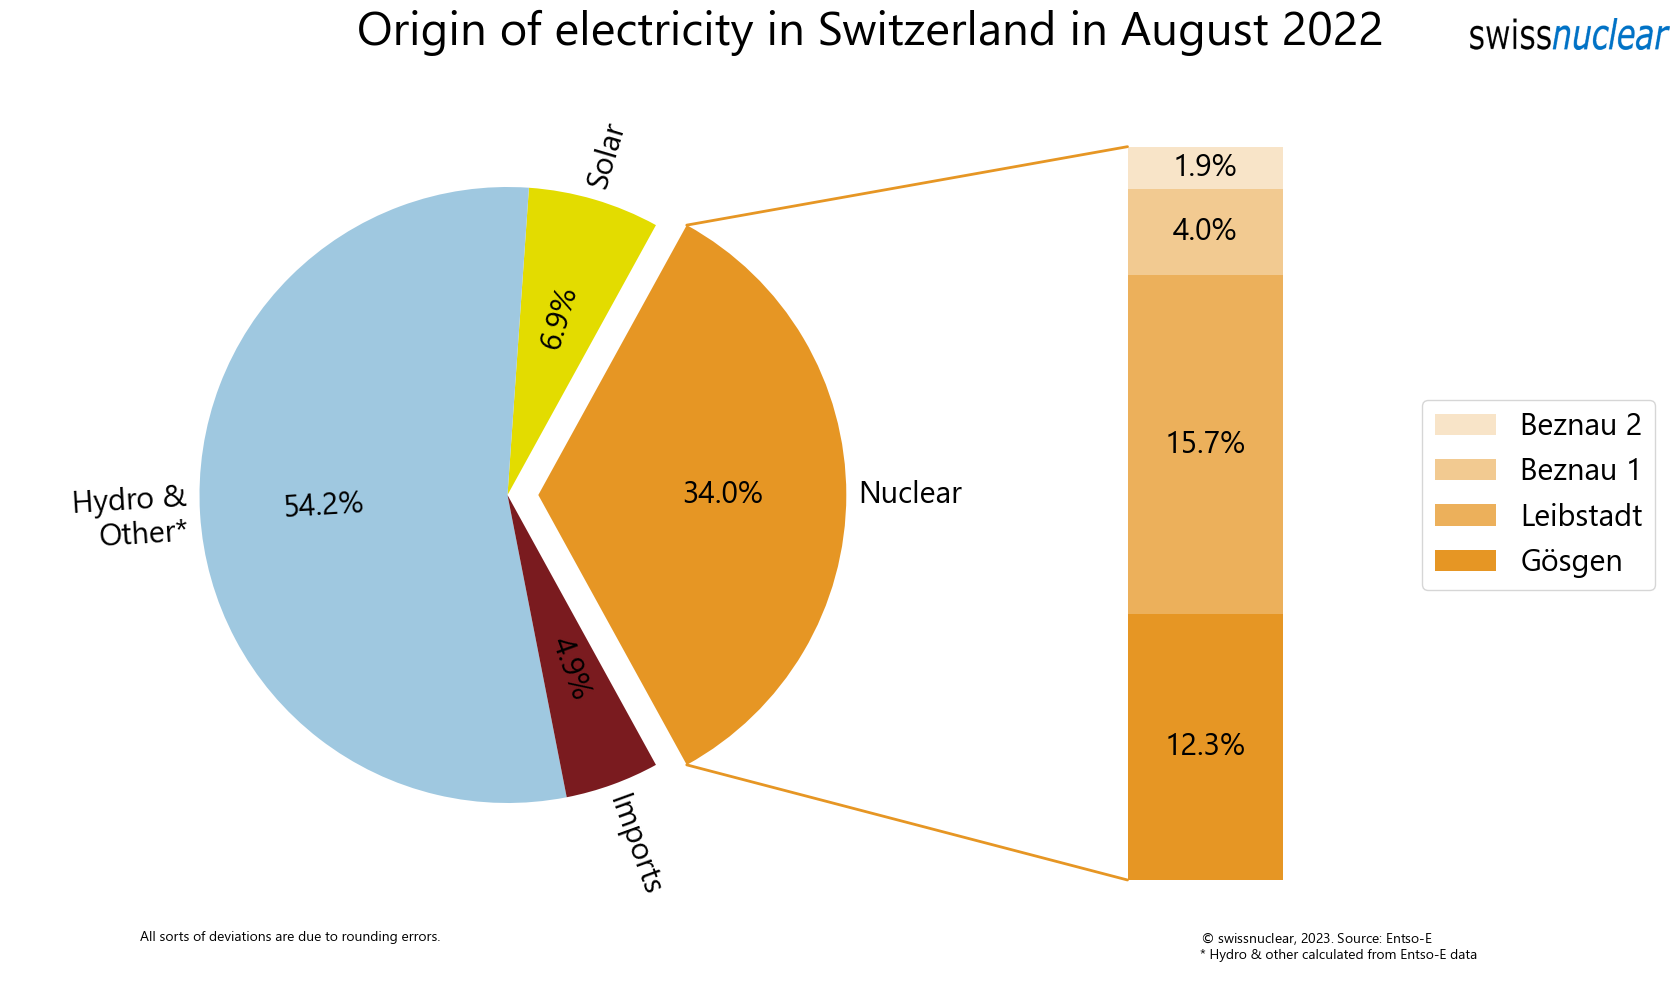 Origin of electricity in Switzerland in August 2022
swissnuclear
Solar
6.9%
Hydro &
Other*
54.2%
34.0%
Nuclear
4.9%
Imports
1.9%
4.0%
15.7%
12.3%
Beznau 2
Beznau 1
Leibstadt
Gösgen
All sorts of deviations are due to rounding errors.
© swissnuclear, 2023. Source: Entso-E
* Hydro & other calculated from Entso-E data